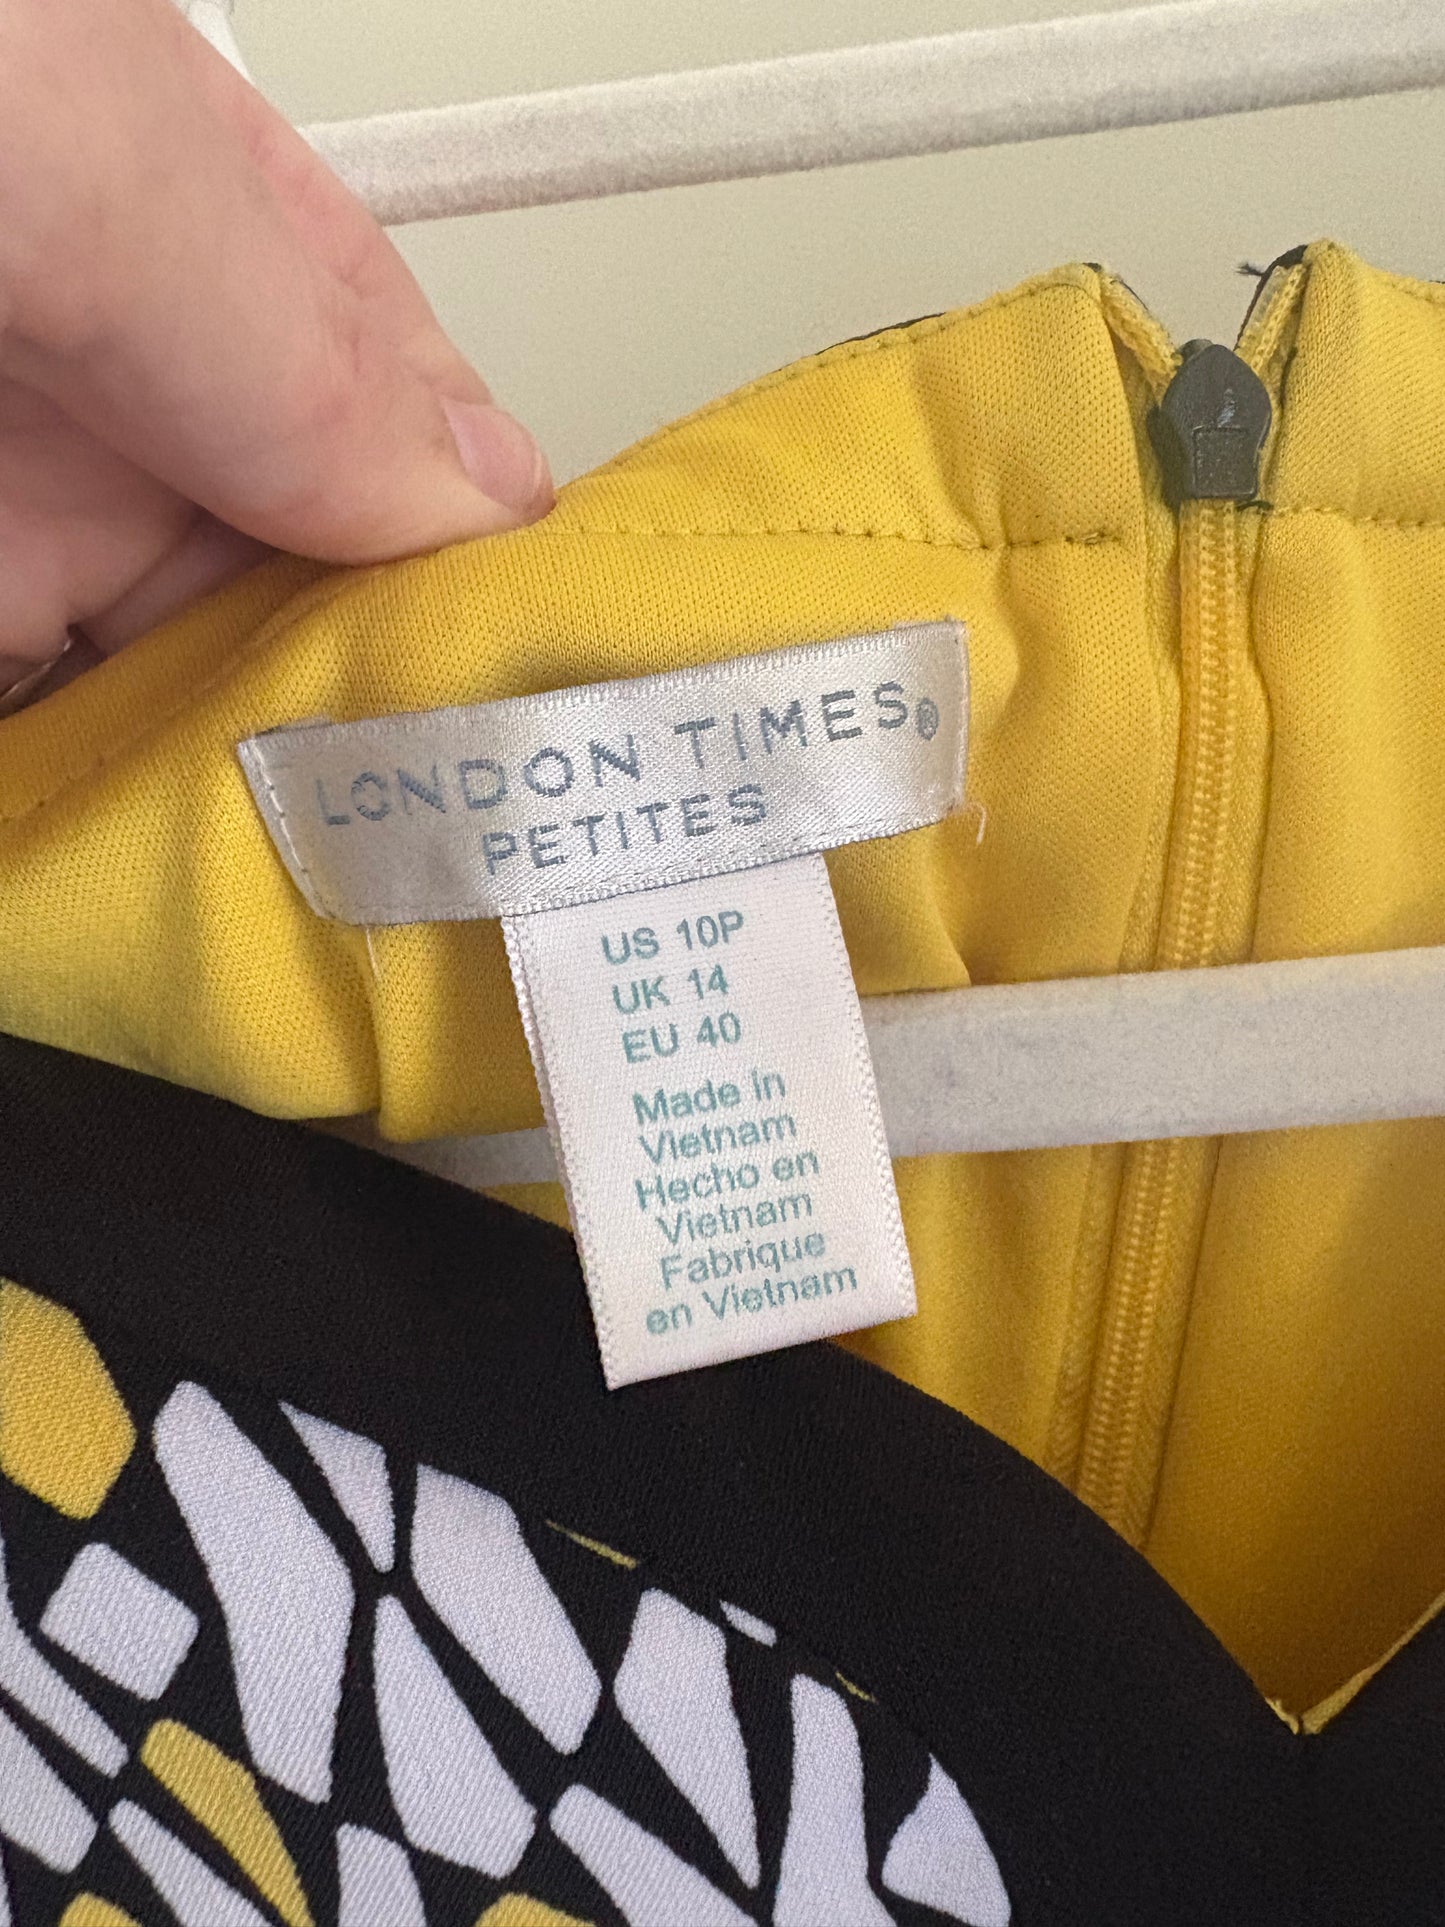 LONDON TIMES®
PETITES
US 10P
UK 14
EU 40
Made in
Vietnam
Hecho en
Vietnam
Fabrique
en Vietnam